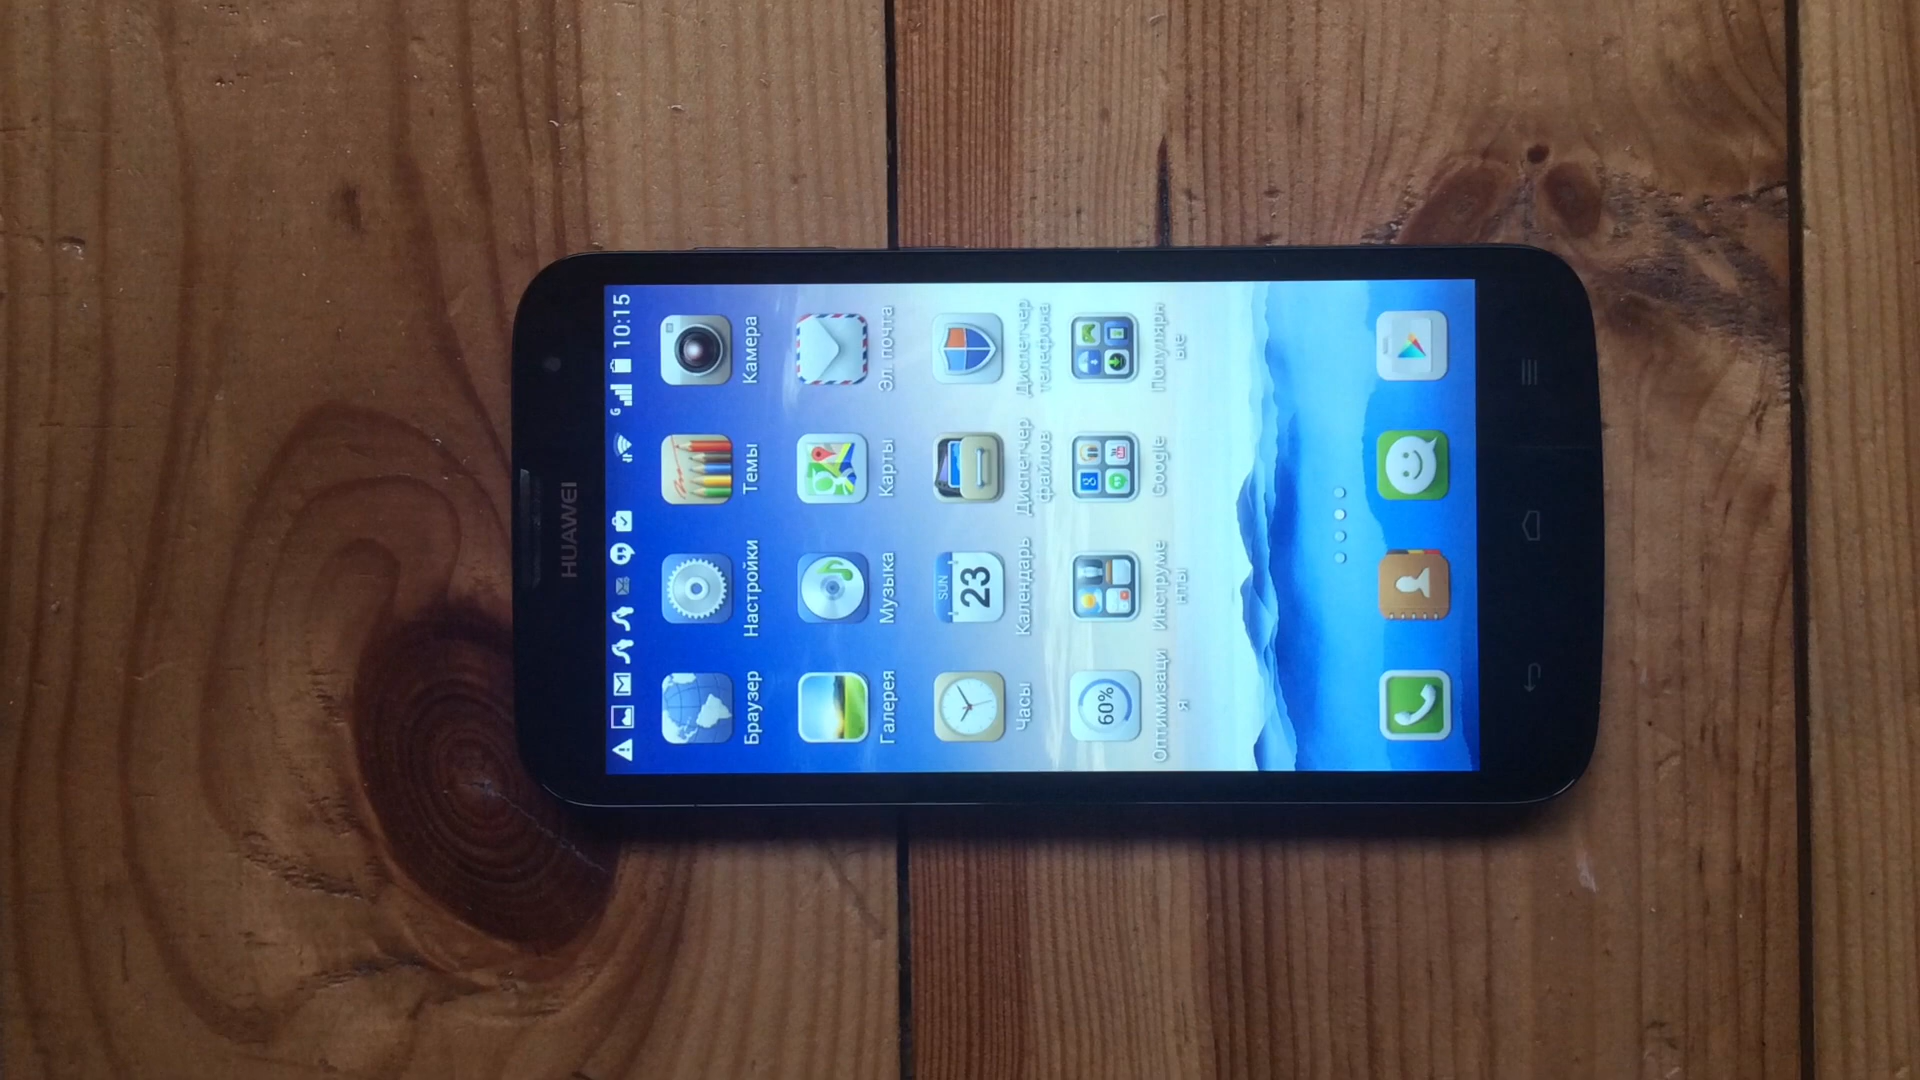 HUAWEI
G 10:15
Браузер Настройки Темы Камера
Галерея Музыка Карты Эл. почта
SUN
23
Часы Календарь Диспетчер файлов Диспетчер телефона
60%
Оптимизаци
я
Инструме
нты
Google
Популярн
ые